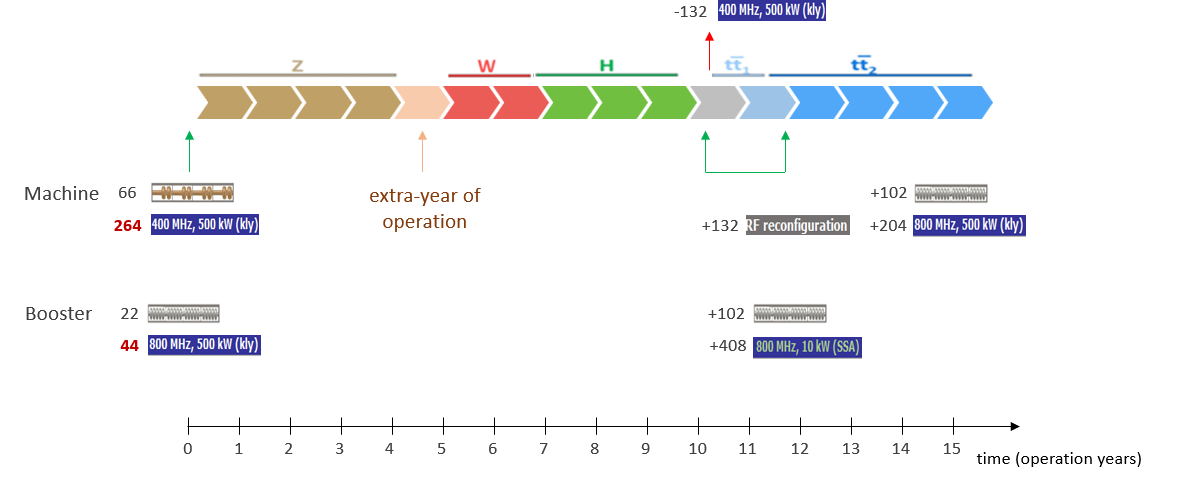 -132 400 MHz, 500 kW (kly)
Z W H tt̅₁ tt̅₂
Machine 66 extra-year of +102
operation
264 400 MHz, 500 kW (kly) +132 RF reconfiguration +204 800 MHz, 500 kW (kly)
Booster 22 +102
44 800 MHz, 500 kW (kly) +408 800 MHz, 10 kW (SSA)
0 1 2 3 4 5 6 7 8 9 10 11 12 13 14 15
time (operation years)